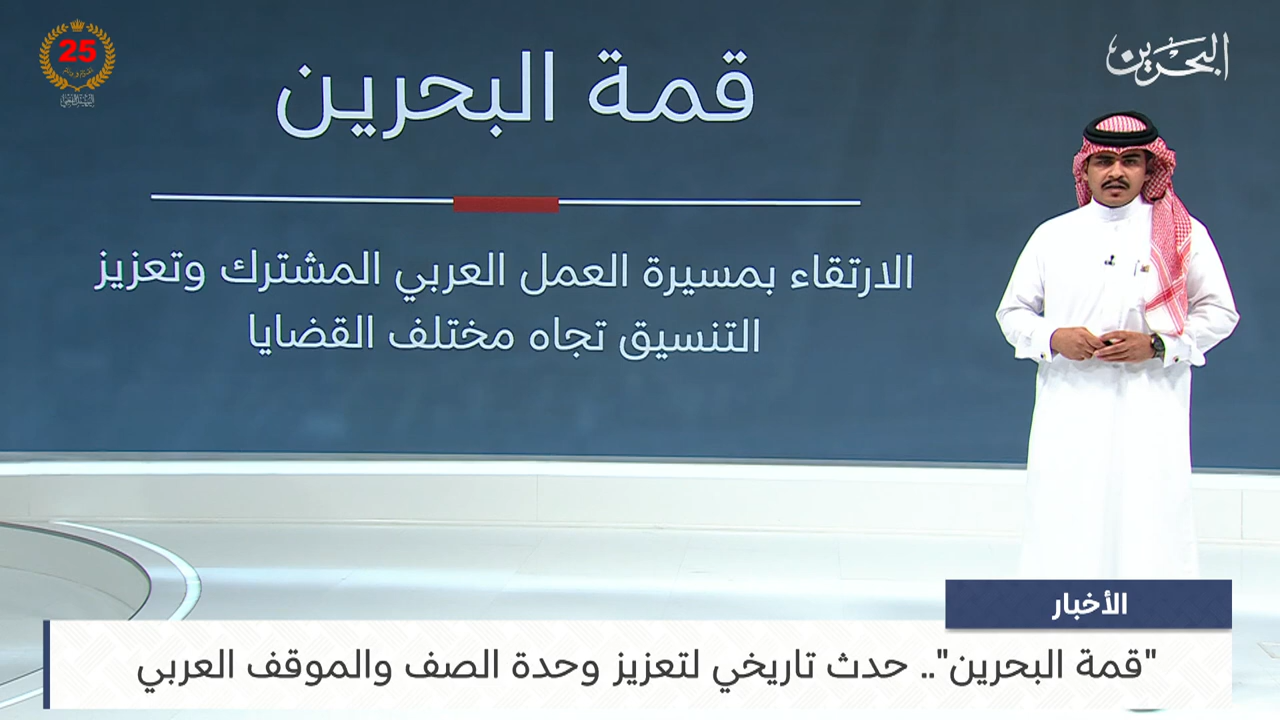 25
البحرين
قمة البحرين
الارتقاء بمسيرة العمل العربي المشترك وتعزيز
التنسيق تجاه مختلف القضايا
الأخبار
"قمة البحرين".. حدث تاريخي لتعزيز وحدة الصف والموقف العربي